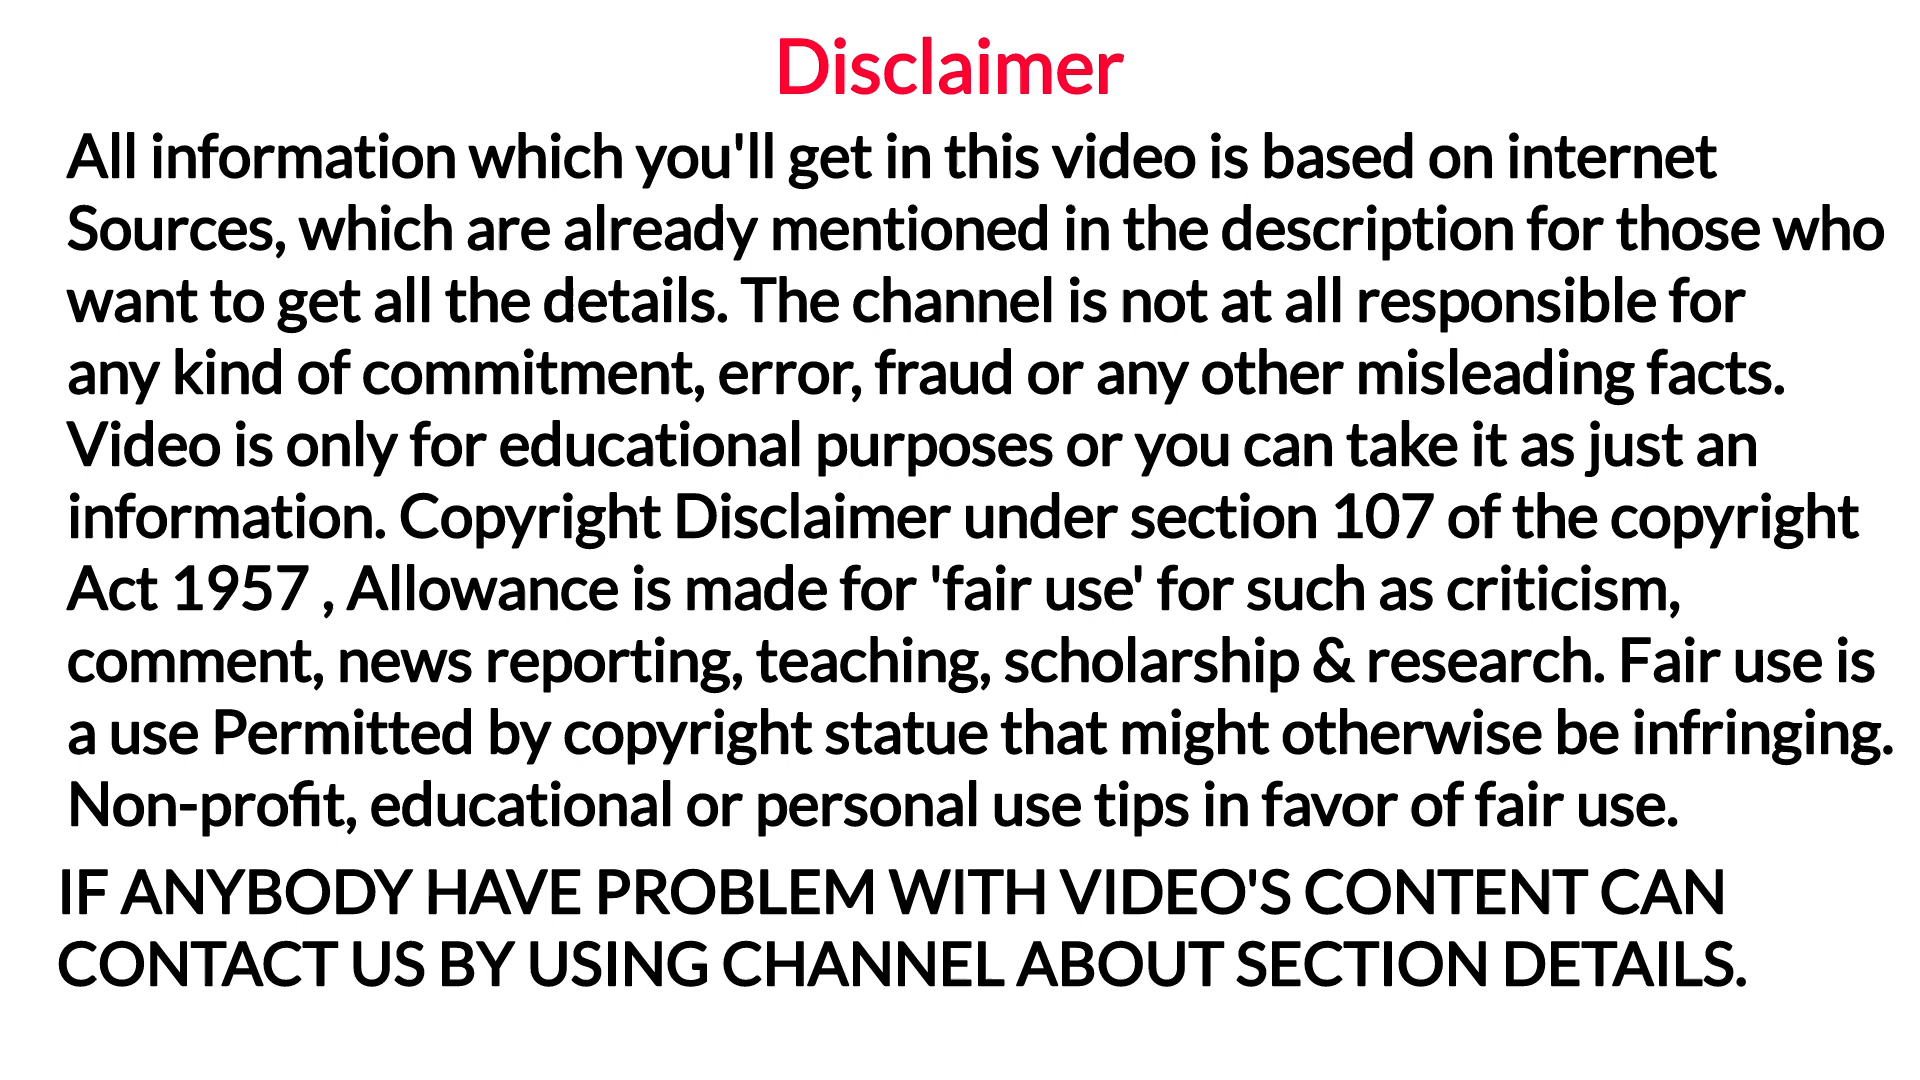 Disclaimer
All information which you'll get in this video is based on internet
Sources, which are already mentioned in the description for those who
want to get all the details. The channel is not at all responsible for
any kind of commitment, error, fraud or any other misleading facts.
Video is only for educational purposes or you can take it as just an
information. Copyright Disclaimer under section 107 of the copyright
Act 1957 , Allowance is made for 'fair use' for such as criticism,
comment, news reporting, teaching, scholarship & research. Fair use is
a use Permitted by copyright statue that might otherwise be infringing.
Non-profit, educational or personal use tips in favor of fair use.
IF ANYBODY HAVE PROBLEM WITH VIDEO'S CONTENT CAN
CONTACT US BY USING CHANNEL ABOUT SECTION DETAILS.